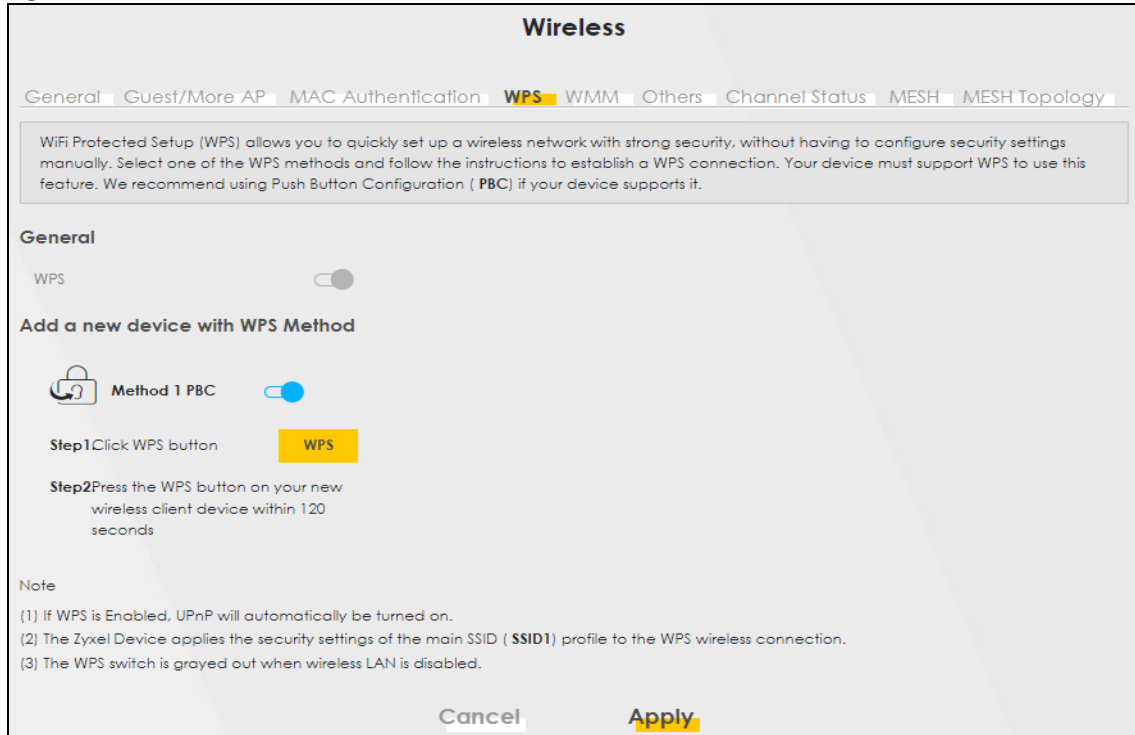 Wireless
General Guest/More AP MAC Authentication WPS WMM Others Channel Status MESH MESH Topology
WiFi Protected Setup (WPS) allows you to quickly set up a wireless network with strong security, without having to configure security settings
manually. Select one of the WPS methods and follow the instructions to establish a WPS connection. Your device must support WPS to use this
feature. We recommend using Push Button Configuration ( PBC) if your device supports it.
General
WPS
Add a new device with WPS Method
Method 1 PBC
Step1.Click WPS button WPS
Step2Press the WPS button on your new
wireless client device within 120
seconds
Note
(1) If WPS is Enabled, UPnP will automatically be turned on.
(2) The Zyxel Device applies the security settings of the main SSID ( SSID1) profile to the WPS wireless connection.
(3) The WPS switch is grayed out when wireless LAN is disabled.
Cancel Apply